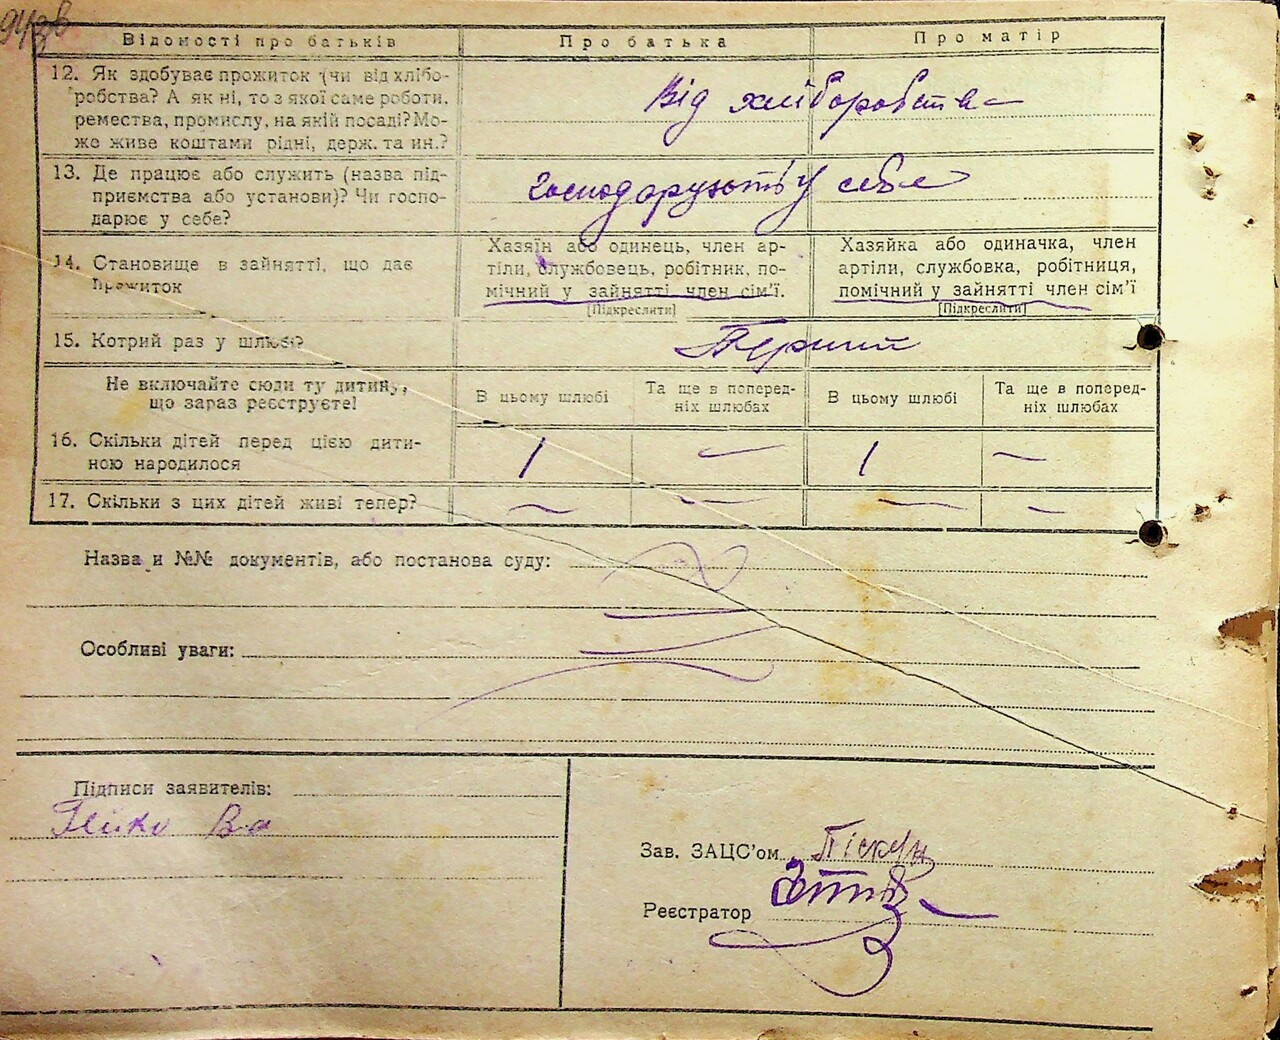 Відомості про батьків Про батька Про матір
12. Як здобуває прожиток (чи від хлібо-
робства? А як ні, то з якої саме роботи,
ремества, промислу, на якій посаді? Мо-
же живе коштами рідні, держ. та ин.?
Від хліборобства
13. Де працює або служить (назва під-
приємства або установи)? Чи госпо-
дарює у себе?
Господарують у себе
14. Становище в зайнятті, що дає
прожиток
Хазяїн або одинець, член ар-
тіли, службовець, робітник, по-
мічний у зайнятті член сім'ї.
[Підкреслити]
Хазяйка або одиначка, член
артіли, службовка, робітниця,
помічний у зайнятті член сім'ї
[Підкреслити]
15. Котрий раз у шлюбі?
Перший
Не включайте сюди ту дитину,
що зараз реєструєте!
В цьому шлюбі
Та ще в поперед-
ніх шлюбах
В цьому шлюбі
Та ще в поперед-
ніх шлюбах
16. Скільки дітей перед цією дити-
ною народилося
1 — 1 —
17. Скільки з цих дітей живі тепер?
— — — —
Назва и №№ документів, або постанова суду:
Особливі уваги:
Підписи заявителів:
Зав. ЗАЦС'ом Піскун
Реєстратор